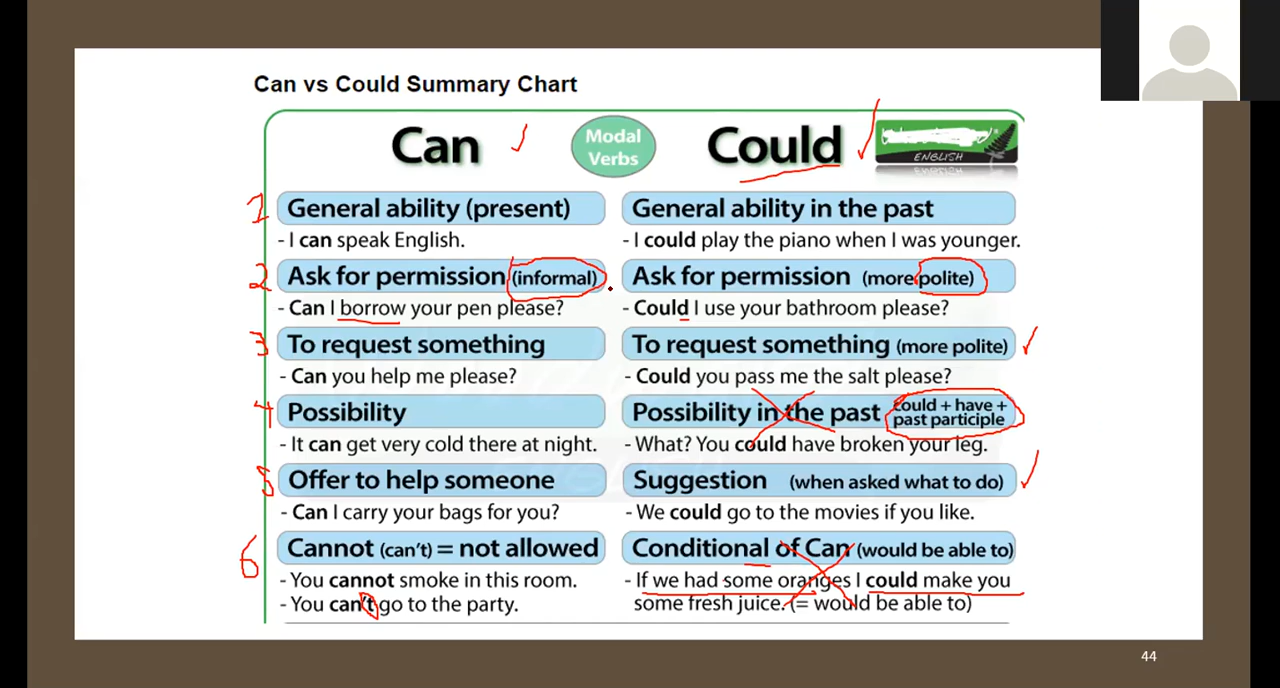 Can vs Could Summary Chart
Can
Modal
Verbs
Could
ENGLISH
1 General ability (present)
General ability in the past
- I can speak English.
- I could play the piano when I was younger.
2 Ask for permission (informal)
Ask for permission (more polite)
- Can I borrow your pen please?
- Could I use your bathroom please?
3 To request something
To request something (more polite)
- Can you help me please?
- Could you pass me the salt please?
4 Possibility
Possibility in the past could + have +
past participle
- It can get very cold there at night.
- What? You could have broken your leg.
5 Offer to help someone
Suggestion (when asked what to do)
- Can I carry your bags for you?
- We could go to the movies if you like.
6 Cannot (can't) = not allowed
Conditional of Can (would be able to)
- You cannot smoke in this room.
- If we had some oranges I could make you
- You can't go to the party.
some fresh juice. (= would be able to)
44